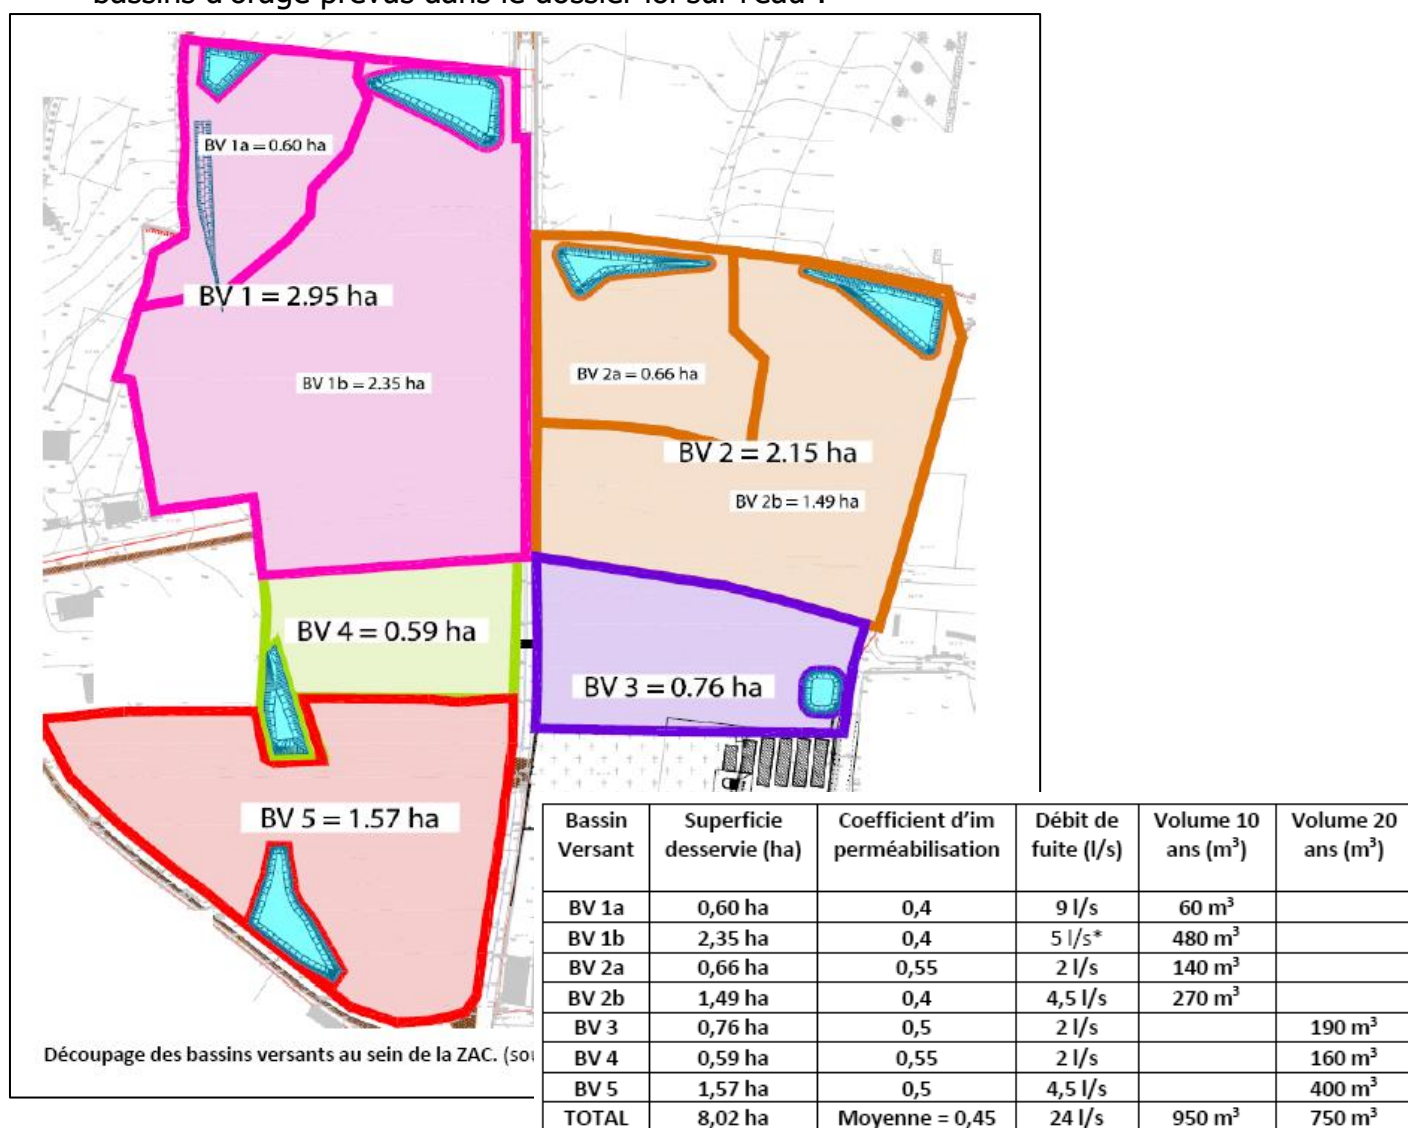 bassins d'orage prévus dans le dossier loi sur l'eau :
BV 1a = 0.60 ha
BV 1 = 2.95 ha
BV 1b = 2.35 ha
BV 2a = 0.66 ha
BV 2 = 2.15 ha
BV 2b = 1.49 ha
BV 4 = 0.59 ha
BV 3 = 0.76 ha
BV 5 = 1.57 ha
Découpage des bassins versants au sein de la ZAC. (sou
Bassin Versant Superficie desservie (ha) Coefficient d'im perméabilisation Débit de fuite (l/s) Volume 10 ans (m³) Volume 20 ans (m³)
BV 1a 0,60 ha 0,4 9 l/s 60 m³
BV 1b 2,35 ha 0,4 5 l/s* 480 m³
BV 2a 0,66 ha 0,55 2 l/s 140 m³
BV 2b 1,49 ha 0,4 4,5 l/s 270 m³
BV 3 0,76 ha 0,5 2 l/s 190 m³
BV 4 0,59 ha 0,55 2 l/s 160 m³
BV 5 1,57 ha 0,5 4,5 l/s 400 m³
TOTAL 8,02 ha Moyenne = 0,45 24 l/s 950 m³ 750 m³